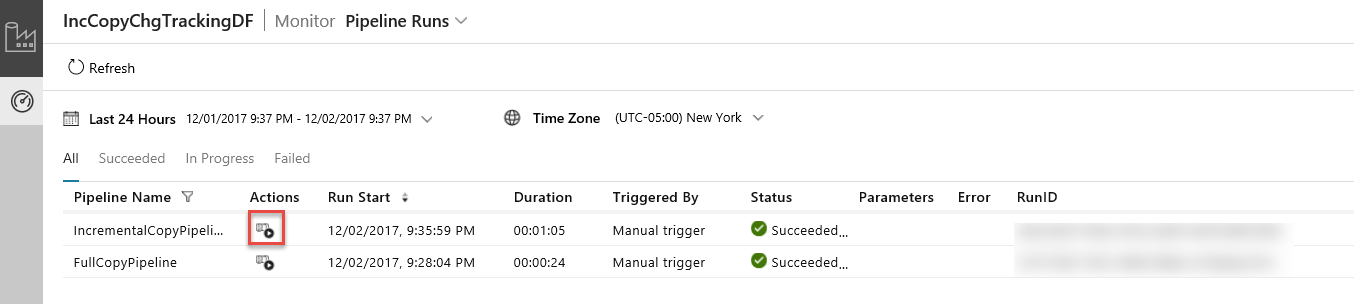 IncCopyChgTrackingDF Monitor Pipeline Runs
Refresh
Last 24 Hours 12/01/2017 9:37 PM - 12/02/2017 9:37 PM Time Zone (UTC-05:00) New York
All Succeeded In Progress Failed
Pipeline Name Actions Run Start Duration Triggered By Status Parameters Error RunID
IncrementalCopyPipeli... 12/02/2017, 9:35:59 PM 00:01:05 Manual trigger Succeeded...
FullCopyPipeline 12/02/2017, 9:28:04 PM 00:00:24 Manual trigger Succeeded...